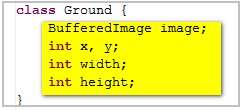 class Ground {
BufferedImage image;
int x, y;
int width;
int height;
}